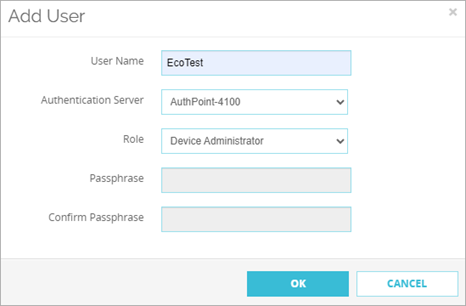 Add User
×
User Name EcoTest
Authentication Server AuthPoint-4100
Role Device Administrator
Passphrase
Confirm Passphrase
OK CANCEL